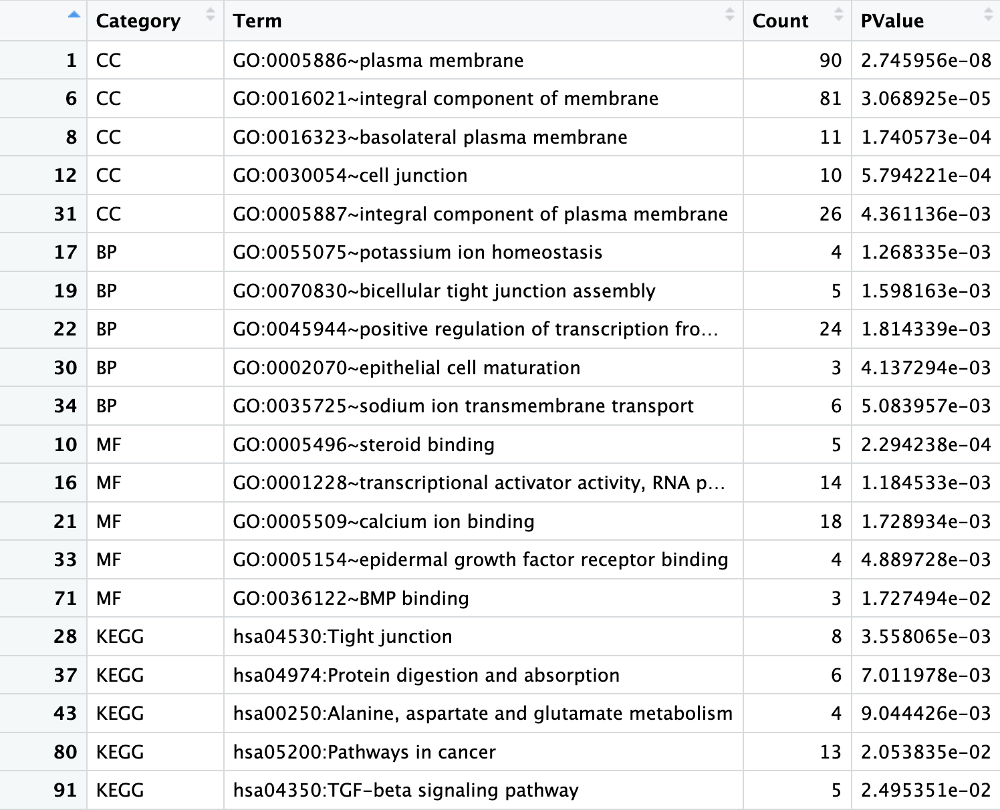 Category Term Count PValue
1 CC GO:0005886~plasma membrane 90 2.745956e-08
6 CC GO:0016021~integral component of membrane 81 3.068925e-05
8 CC GO:0016323~basolateral plasma membrane 11 1.740573e-04
12 CC GO:0030054~cell junction 10 5.794221e-04
31 CC GO:0005887~integral component of plasma membrane 26 4.361136e-03
17 BP GO:0055075~potassium ion homeostasis 4 1.268335e-03
19 BP GO:0070830~bicellular tight junction assembly 5 1.598163e-03
22 BP GO:0045944~positive regulation of transcription fro... 24 1.814339e-03
30 BP GO:0002070~epithelial cell maturation 3 4.137294e-03
34 BP GO:0035725~sodium ion transmembrane transport 6 5.083957e-03
10 MF GO:0005496~steroid binding 5 2.294238e-04
16 MF GO:0001228~transcriptional activator activity, RNA p... 14 1.184533e-03
21 MF GO:0005509~calcium ion binding 18 1.728934e-03
33 MF GO:0005154~epidermal growth factor receptor binding 4 4.889728e-03
71 MF GO:0036122~BMP binding 3 1.727494e-02
28 KEGG hsa04530:Tight junction 8 3.558065e-03
37 KEGG hsa04974:Protein digestion and absorption 6 7.011978e-03
43 KEGG hsa00250:Alanine, aspartate and glutamate metabolism 4 9.044426e-03
80 KEGG hsa05200:Pathways in cancer 13 2.053835e-02
91 KEGG hsa04350:TGF-beta signaling pathway 5 2.495351e-02